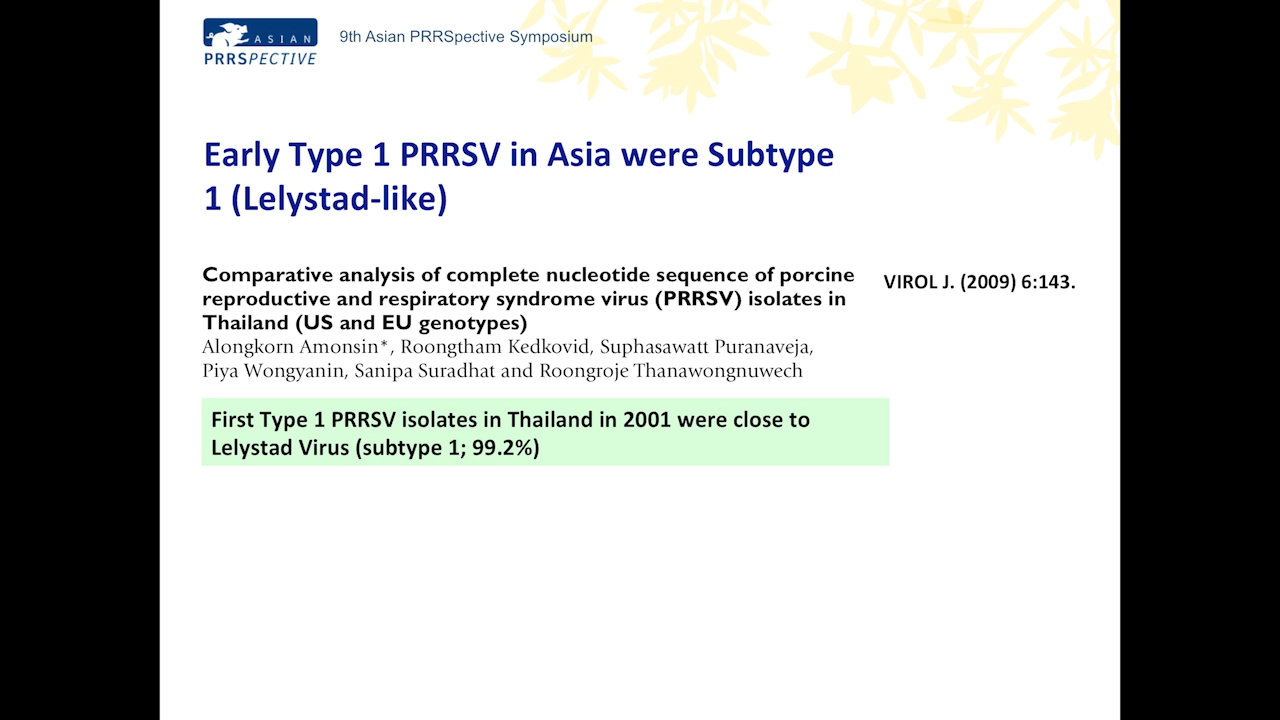 ASIAN
PRRSPECTIVE
9th Asian PRRSpective Symposium
Early Type 1 PRRSV in Asia were Subtype
1 (Lelystad-like)
Comparative analysis of complete nucleotide sequence of porcine
reproductive and respiratory syndrome virus (PRRSV) isolates in
Thailand (US and EU genotypes)
Alongkorn Amonsin*, Roongtham Kedkovid, Suphasawatt Puranaveja,
Piya Wongyanin, Sanipa Suradhat and Roongroje Thanawongnuwech
VIROL J. (2009) 6:143.
First Type 1 PRRSV isolates in Thailand in 2001 were close to
Lelystad Virus (subtype 1; 99.2%)